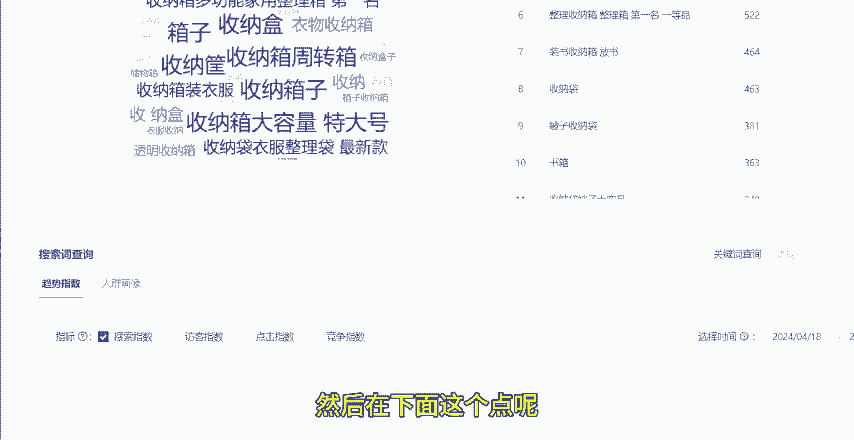 收纳箱多功能家用整理箱 第一名
箱子 收纳盒 衣物收纳箱
收纳筐 收纳箱周转箱 收纳盒子
储物箱
收纳箱装衣服 收纳箱子 收纳
箱子收纳箱
收 纳盒 收纳箱大容量 特大号
衣服收纳
透明收纳箱 收纳袋衣服整理袋 最新款
6 整理收纳箱 整理箱 第一名 一等品 522
7 装书收纳箱 放书 464
8 收纳袋 463
9 被子收纳袋 381
10 书箱 363
搜索词查询 关键词查询
趋势指数 人群画像
指标 ?： 搜索指数 访客指数 点击指数 竞争指数 选择时间 ?： 2024/04/18 - 2
然后在下面这个点呢